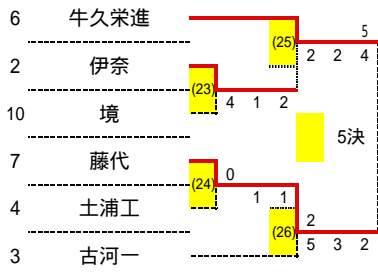 6 牛久栄進
5
(25) 2 2 4
2 伊奈
(23) 4 1 2
10 境
5決
7 藤代
(24) 0
1 1
4 土浦工
2
(26) 5 3 2
3 古河一